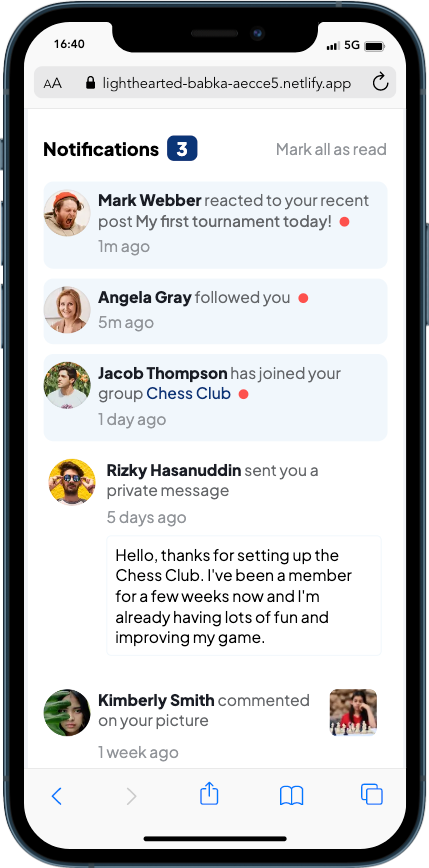 16:40
5G
AA
lighthearted-babka-aecce5.netlify.app
Notifications 3
Mark all as read
Mark Webber reacted to your recent
post My first tournament today!
1m ago
Angela Gray followed you
5m ago
Jacob Thompson has joined your
group Chess Club
1 day ago
Rizky Hasanuddin sent you a
private message
5 days ago
Hello, thanks for setting up the
Chess Club. I've been a member
for a few weeks now and I'm
already having lots of fun and
improving my game.
Kimberly Smith commented
on your picture
1 week ago